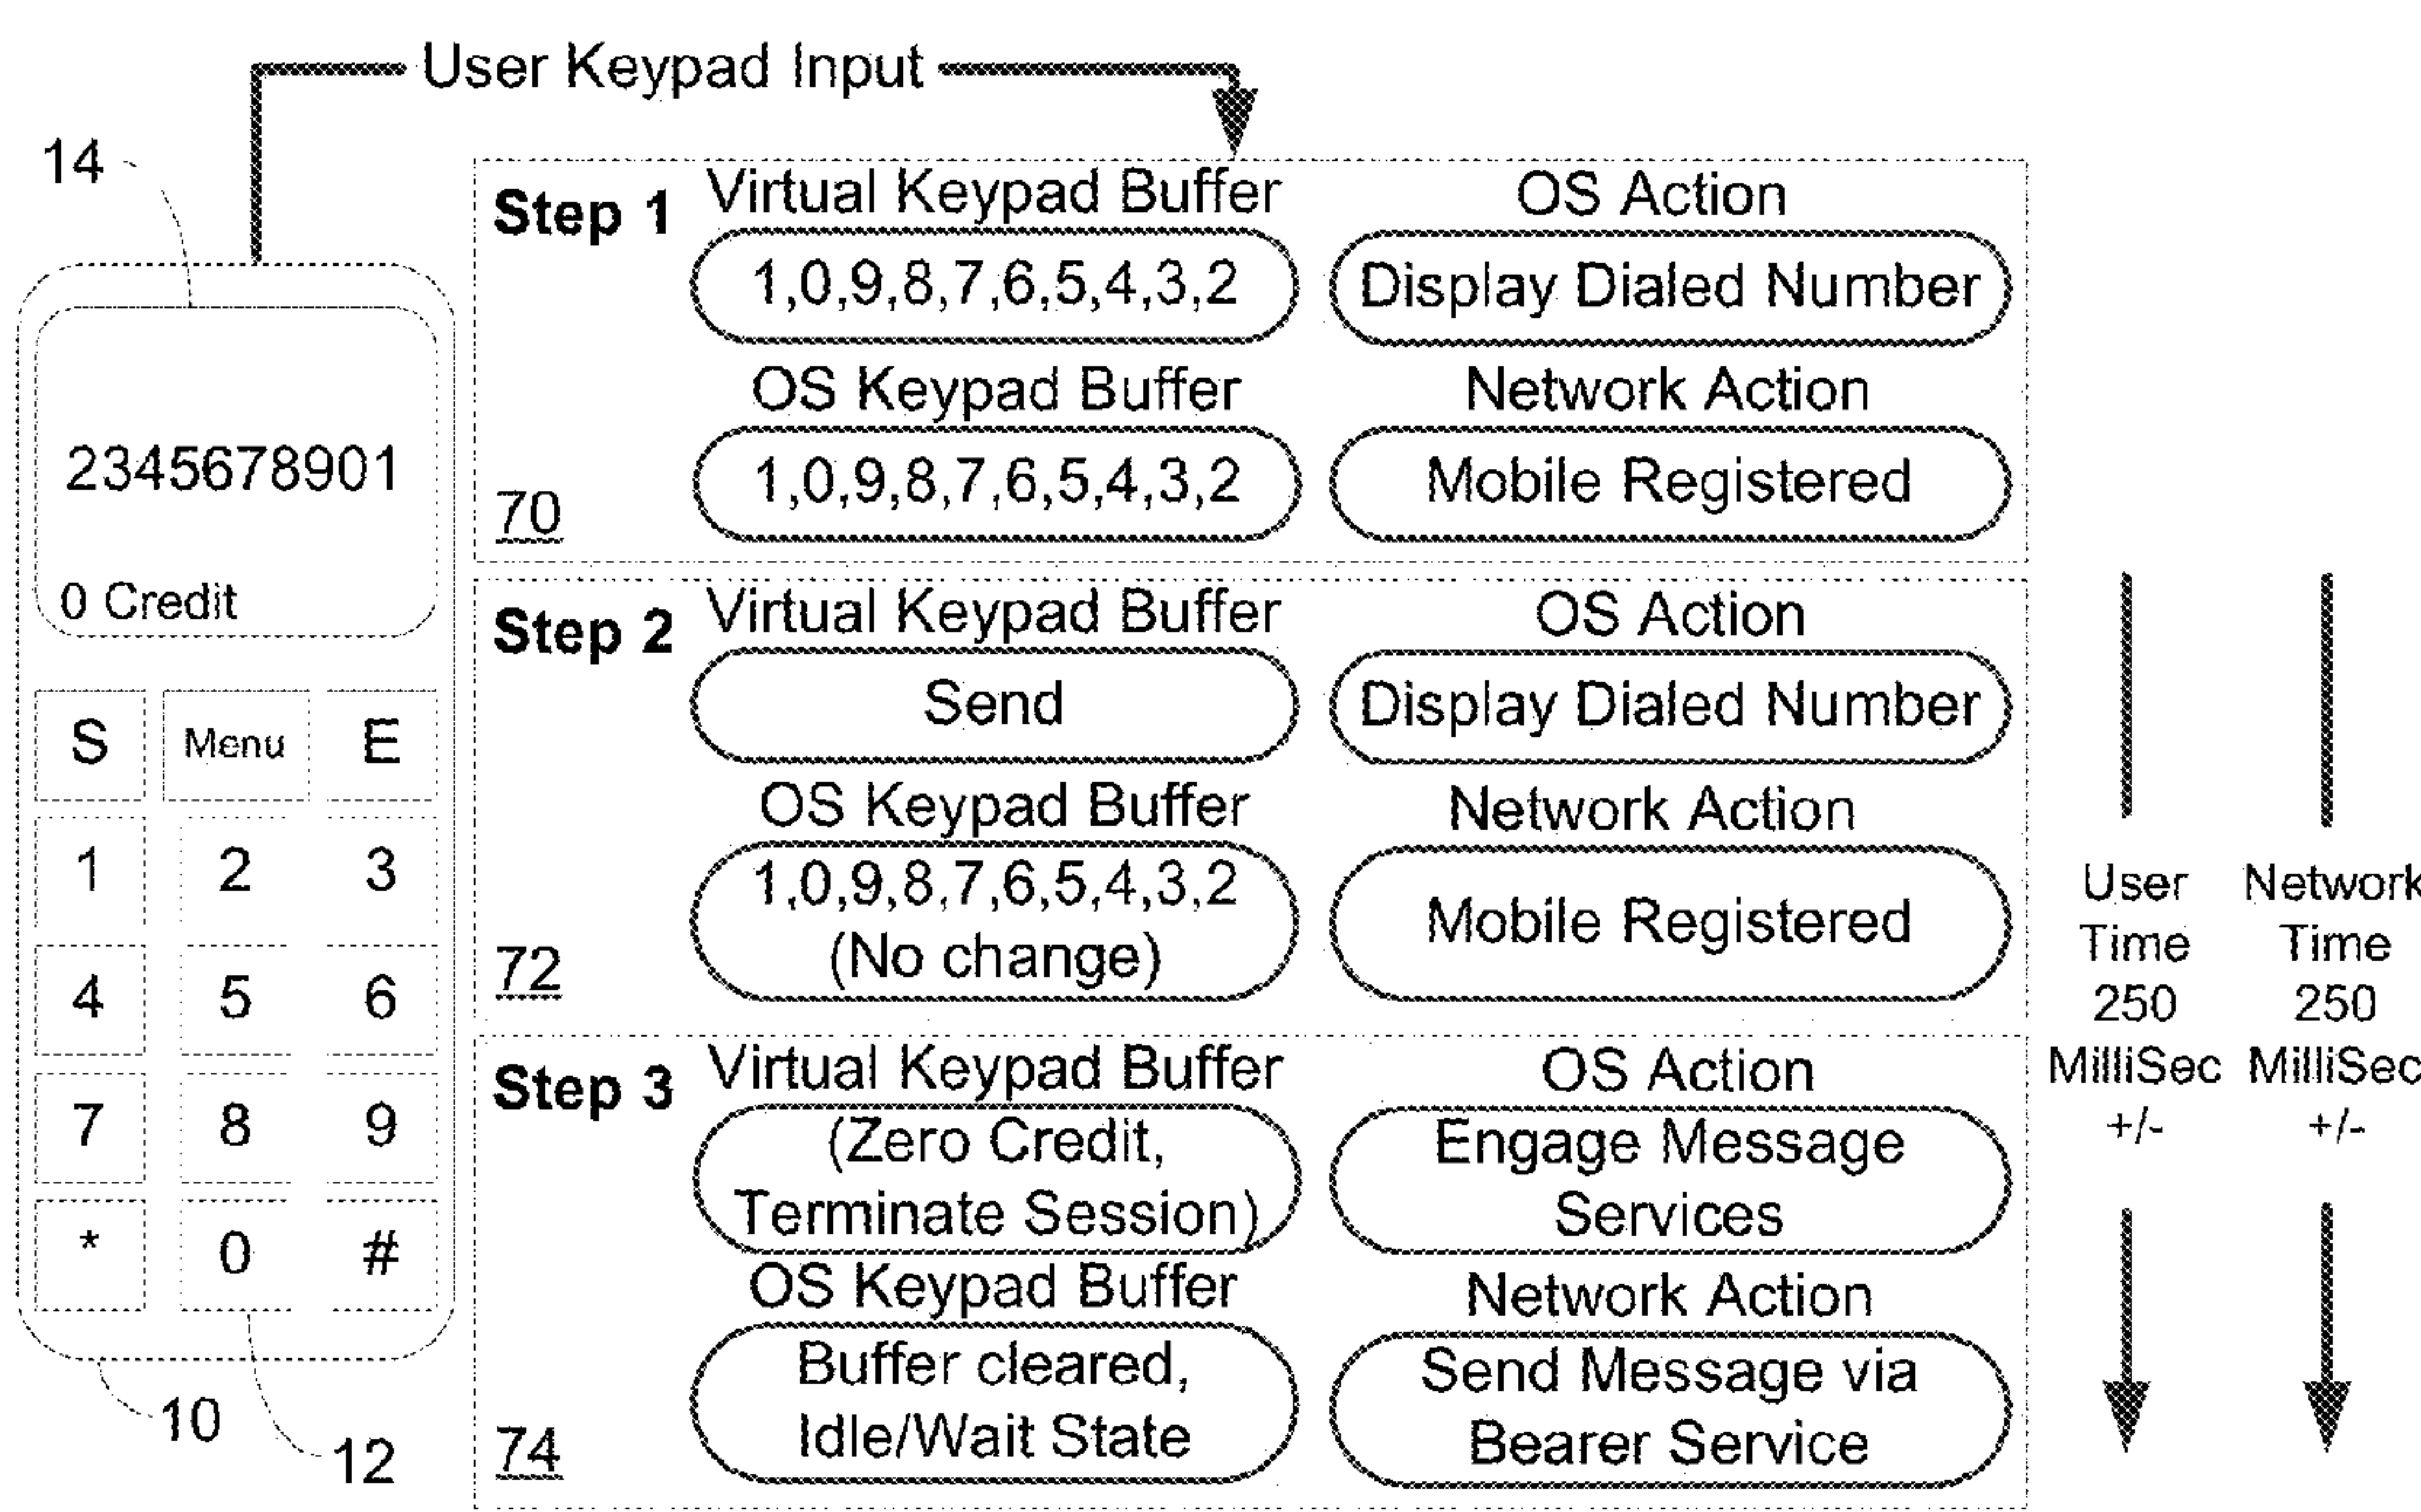 User Keypad Input
14
2345678901
0 Credit
S Menu E
1 2 3
4 5 6
7 8 9
* 0 #
10
12
Step 1
Virtual Keypad Buffer
1,0,9,8,7,6,5,4,3,2
OS Action
Display Dialed Number
OS Keypad Buffer
1,0,9,8,7,6,5,4,3,2
Network Action
Mobile Registered
70
Step 2
Virtual Keypad Buffer
Send
OS Action
Display Dialed Number
OS Keypad Buffer
1,0,9,8,7,6,5,4,3,2
(No change)
Network Action
Mobile Registered
72
Step 3
Virtual Keypad Buffer
(Zero Credit,
Terminate Session)
OS Action
Engage Message
Services
OS Keypad Buffer
Buffer cleared,
Idle/Wait State
Network Action
Send Message via
Bearer Service
74
User
Time
250
MilliSec
+/-
Network
Time
250
MilliSec
+/-